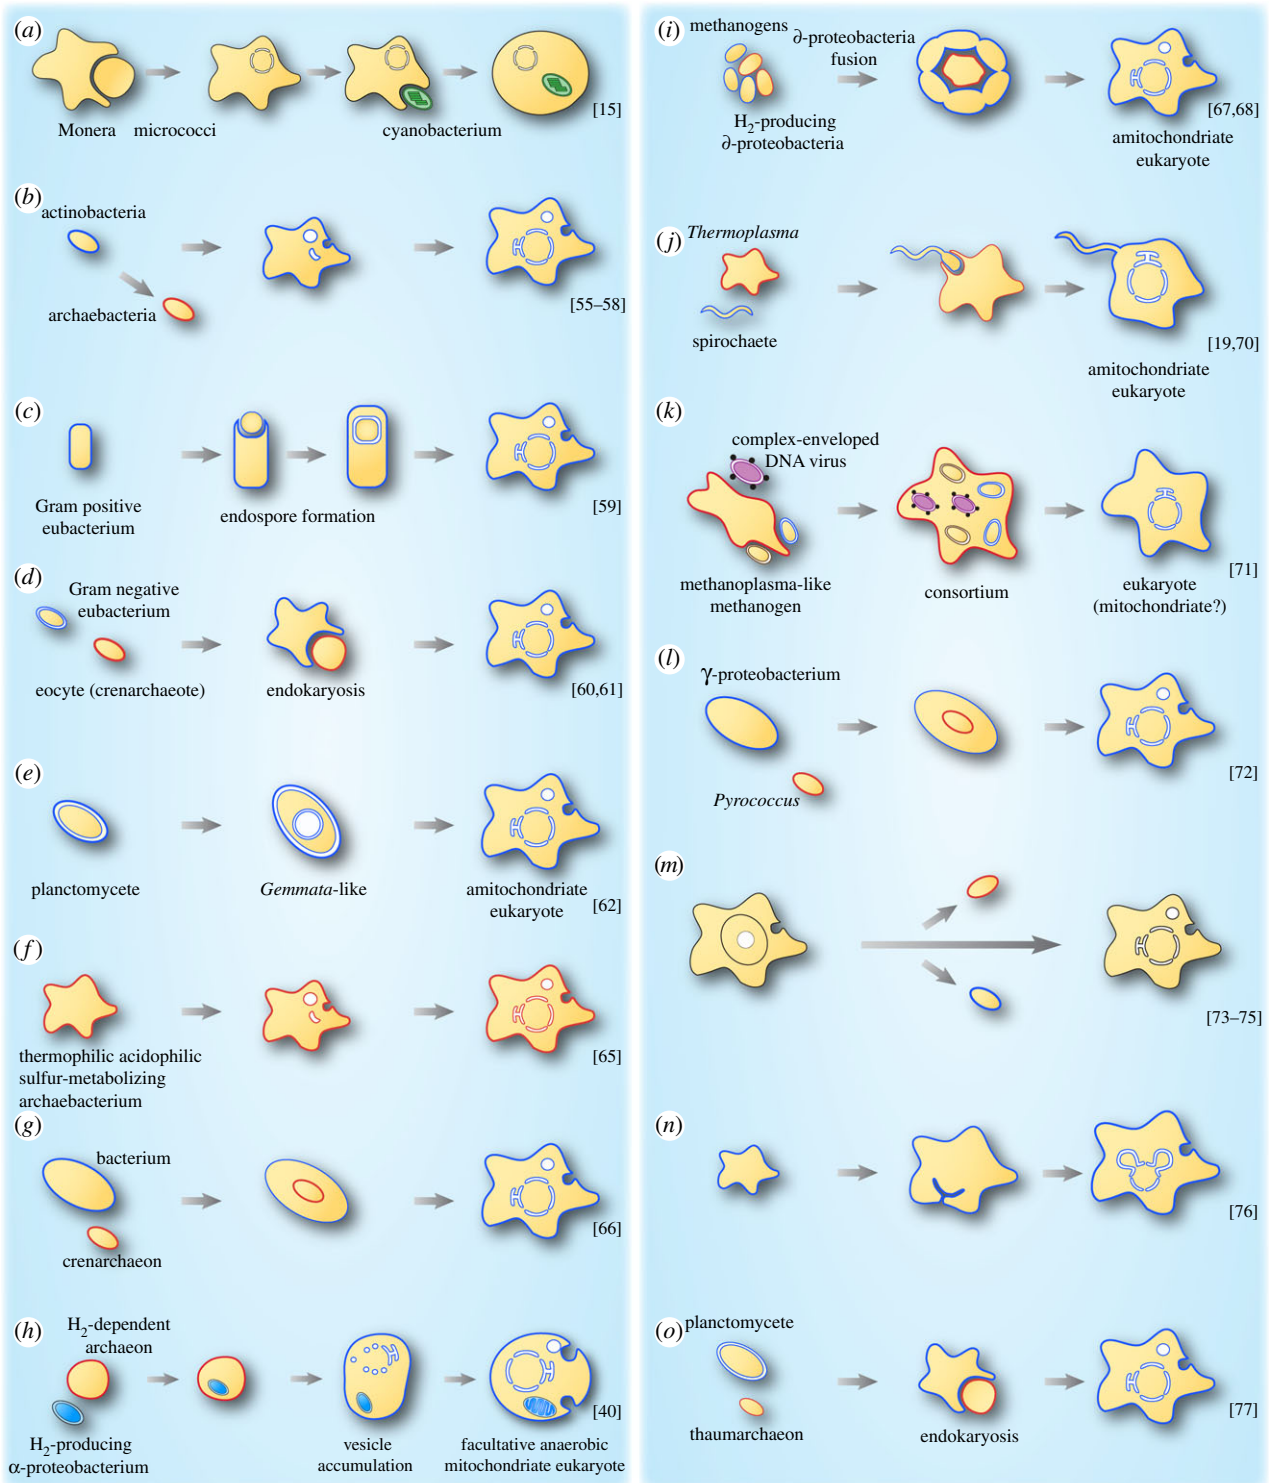 (a)
Monera
micrococci
cyanobacterium
[15]
(b)
actinobacteria
archaebacteria
[55–58]
(c)
Gram positive
eubacterium
endospore formation
[59]
(d)
Gram negative
eubacterium
eocyte (crenarchaeote)
endokaryosis
[60,61]
(e)
planctomycete
Gemmata-like
amitochondriate
eukaryote
[62]
(f)
thermophilic acidophilic
sulfur-metabolizing
archaebacterium
[65]
(g)
bacterium
crenarchaeon
[66]
(h)
H₂-dependent
archaeon
H₂-producing
α-proteobacterium
vesicle
accumulation
facultative anaerobic
mitochondriate eukaryote
[40]
(i)
methanogens
∂-proteobacteria
fusion
H₂-producing
∂-proteobacteria
[67,68]
amitochondriate
eukaryote
(j)
Thermoplasma
spirochaete
[19,70]
amitochondriate
eukaryote
(k)
complex-enveloped
DNA virus
methanoplasma-like
methanogen
consortium
[71]
eukaryote
(mitochondriate?)
(l)
γ-proteobacterium
Pyrococcus
[72]
(m)
[73–75]
(n)
[76]
(o)
planctomycete
thaumarchaeon
endokaryosis
[77]